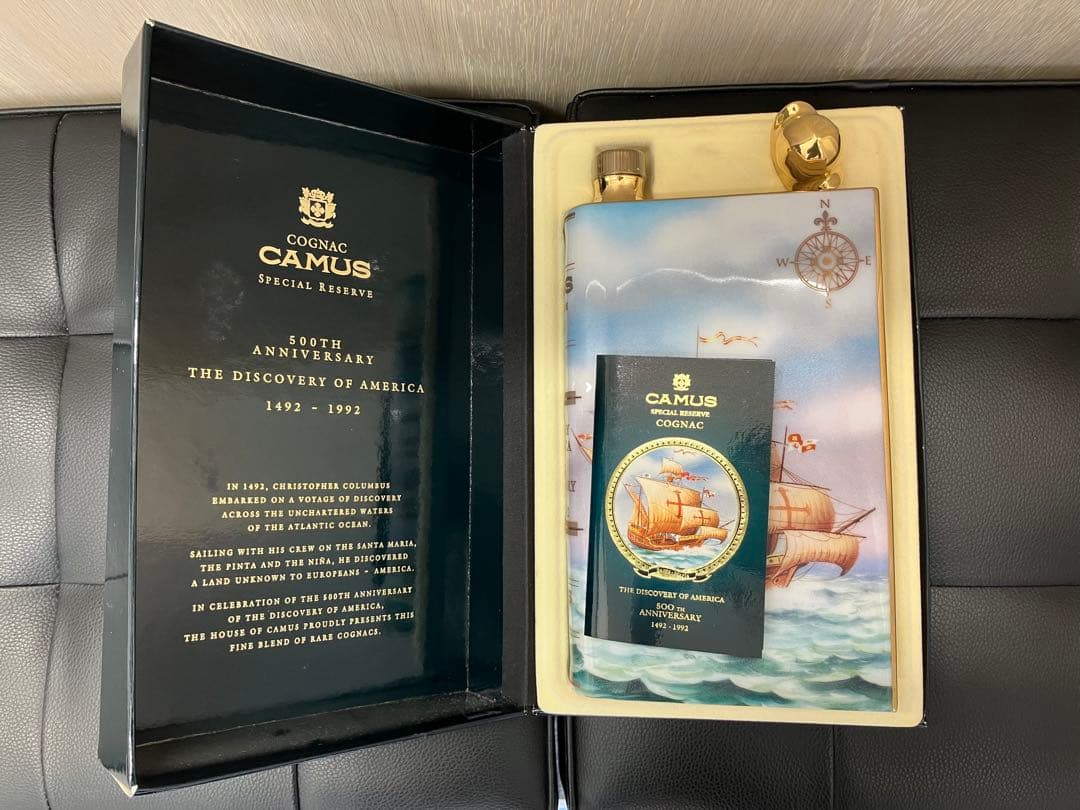 COGNAC
CAMUS
SPECIAL RESERVE
500TH
ANNIVERSARY
THE DISCOVERY OF AMERICA
1492 - 1992
IN 1492, CHRISTOPHER COLUMBUS
EMBARKED ON A VOYAGE OF DISCOVERY
ACROSS THE UNCHARTERED WATERS
OF THE ATLANTIC OCEAN.
SAILING WITH HIS CREW ON THE SANTA MARIA,
THE PINTA AND THE NIÑA, HE DISCOVERED
A LAND UNKNOWN TO EUROPEANS - AMERICA.
IN CELEBRATION OF THE 500TH ANNIVERSARY
OF THE DISCOVERY OF AMERICA,
THE HOUSE OF CAMUS PROUDLY PRESENTS THIS
FINE BLEND OF RARE COGNACS.
N
W E
S
CAMUS
SPECIAL RESERVE
COGNAC
THE DISCOVERY OF AMERICA
500 TH
ANNIVERSARY
1492 - 1992